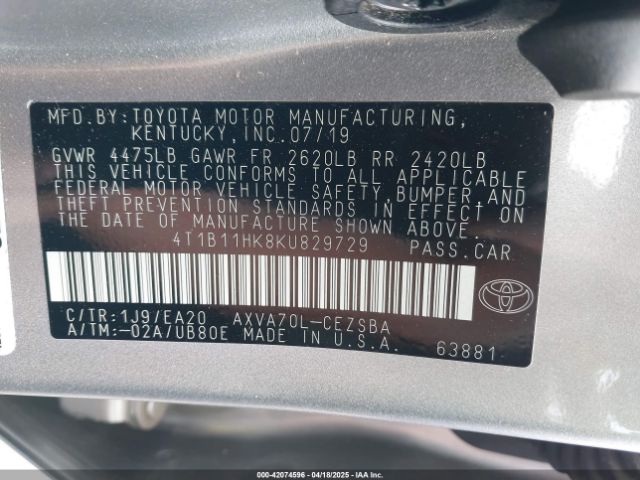 MFD.BY:TOYOTA MOTOR MANUFACTURING,
KENTUCKY,INC.07/19
GVWR 4475LB GAWR FR 2620LB RR 2420LB
THIS VEHICLE CONFORMS TO ALL APPLICABLE
FEDERAL MOTOR VEHICLE SAFETY,BUMPER,AND
THEFT PREVENTION STANDARDS IN EFFECT ON
THE DATE OF MANUFACTURE SHOWN ABOVE.
4T1B11HK8KU829729 PASS.CAR
C/TR:1J9/EA20 AXVA70L-CEZSBA
A/TM:-02A/UB80E MADE IN U.S.A. 63881
000-42074596 - 04/18/2025 - IAAI.CA